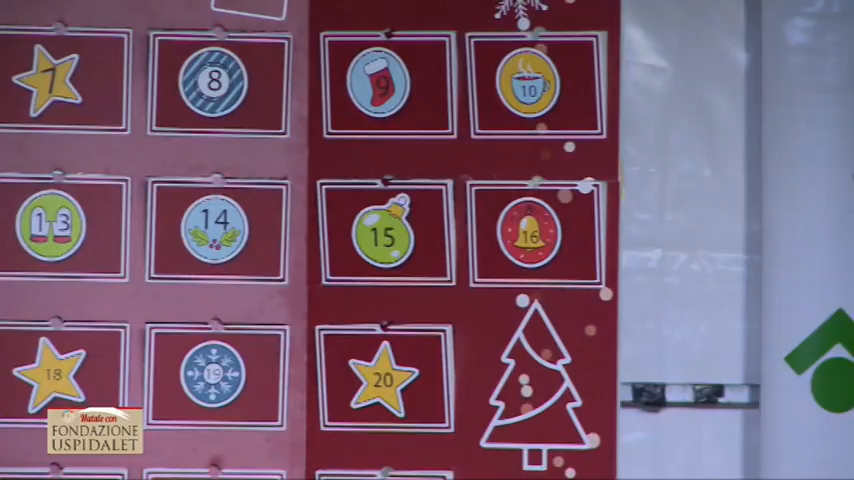 7 8 9 10
13 14 15 16
18 19 20
Natale con
FONDAZIONE
USPIDALET